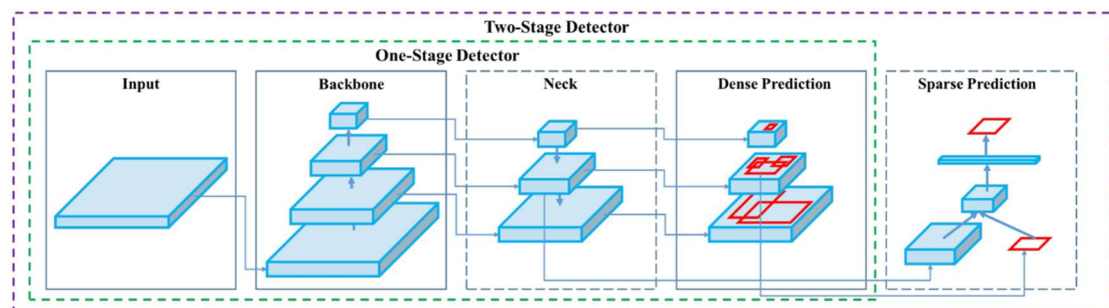 Two-Stage Detector
One-Stage Detector
Input
Backbone
Neck
Dense Prediction
Sparse Prediction